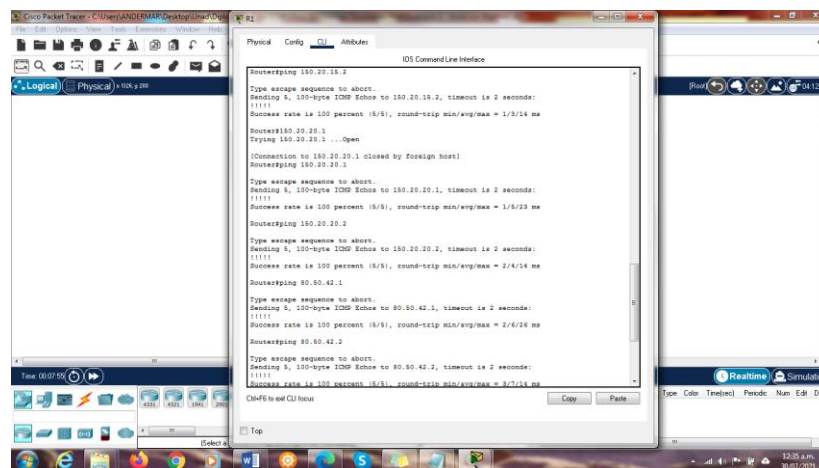 Cisco Packet Tracer - C:\Users\ANDERMAR\Desktop\Unad\Diplo
R1
File Edit Options View Tools Extensions Window Help
Physical Config CLI Attributes
IOS Command Line Interface
Logical Physical x: 1026, y: 288
[Root] 04:12
Router#ping 150.20.15.2
Type escape sequence to abort.
Sending 5, 100-byte ICMP Echos to 150.20.15.2, timeout is 2 seconds:
!!!!!
Success rate is 100 percent (5/5), round-trip min/avg/max = 1/3/14 ms
Router#150.20.20.1
Trying 150.20.20.1 ...Open
[Connection to 150.20.20.1 closed by foreign host]
Router#ping 150.20.20.1
Type escape sequence to abort.
Sending 5, 100-byte ICMP Echos to 150.20.20.1, timeout is 2 seconds:
!!!!!
Success rate is 100 percent (5/5), round-trip min/avg/max = 1/5/23 ms
Router#ping 150.20.20.2
Type escape sequence to abort.
Sending 5, 100-byte ICMP Echos to 150.20.20.2, timeout is 2 seconds:
!!!!!
Success rate is 100 percent (5/5), round-trip min/avg/max = 2/4/14 ms
Router#ping 80.50.42.1
Type escape sequence to abort.
Sending 5, 100-byte ICMP Echos to 80.50.42.1, timeout is 2 seconds:
!!!!!
Success rate is 100 percent (5/5), round-trip min/avg/max = 2/6/26 ms
Router#ping 80.50.42.2
Type escape sequence to abort.
Sending 5, 100-byte ICMP Echos to 80.50.42.2, timeout is 2 seconds:
!!!!!
Success rate is 100 percent (5/5), round-trip min/avg/max = 3/7/14 ms
Time: 00:07:55
Realtime Simulati
Ctrl+F6 to exit CLI focus
Copy Paste
Type Color Time(sec) Periodic Num Edit D
4331 4321 1941 2901
Top
(Select a
12:35 a.m.
30/07/2021